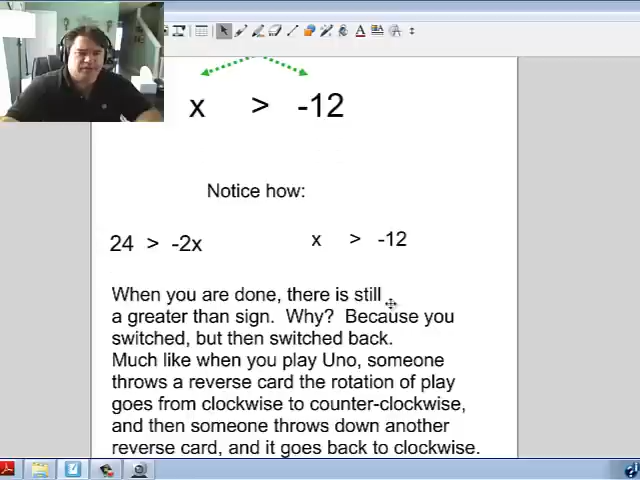 x > -12
Notice how:
24 > -2x x > -12
When you are done, there is still
a greater than sign. Why? Because you
switched, but then switched back.
Much like when you play Uno, someone
throws a reverse card the rotation of play
goes from clockwise to counter-clockwise,
and then someone throws down another
reverse card, and it goes back to clockwise.